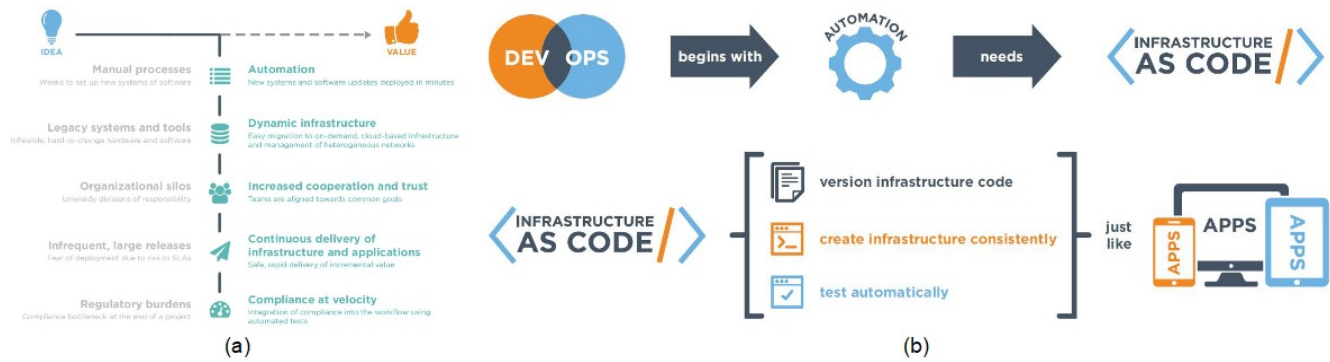 IDEA
VALUE
Manual processes
Weeks to set up new systems of software
Automation
New systems and software updates deployed in minutes
Legacy systems and tools
Inflexible, hard-to-change hardware and software
Dynamic infrastructure
Easy migration to on-demand, cloud-based infrastructure
and management of heterogeneous networks
Organizational silos
Unwieldy divisions of responsibility
Increased cooperation and trust
Teams are aligned towards common goals
Infrequent, large releases
Fear of deployment due to risk to SLAs
Continuous delivery of
infrastructure and applications
Safe, rapid delivery of incremental value
Regulatory burdens
Compliance bottleneck at the end of a project
Compliance at velocity
Integration of compliance into the workflow using
automated tests
(a)
DEV OPS
begins with
AUTOMATION
needs
INFRASTRUCTURE
AS CODE
INFRASTRUCTURE
AS CODE
version infrastructure code
create infrastructure consistently
test automatically
just
like
APPS
APPS
APPS
(b)